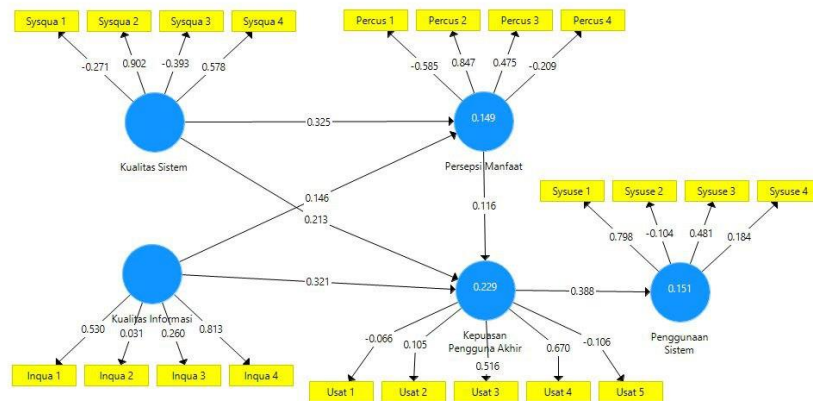 Sysqua 1
Sysqua 2
Sysqua 3
Sysqua 4
-0.271
0.902
-0.393
0.578
Kualitas Sistem
Percus 1
Percus 2
Percus 3
Percus 4
-0.585
0.847
0.475
-0.209
0.149
Persepsi Manfaat
0.325
0.146
0.213
0.116
0.321
0.388
Sysuse 1
Sysuse 2
Sysuse 3
Sysuse 4
0.798
-0.104
0.481
0.184
0.151
Penggunaan
Sistem
Kualitas Informasi
0.530
0.031
0.260
0.813
Inqua 1
Inqua 2
Inqua 3
Inqua 4
0.229
Kepuasan
Pengguna Akhir
-0.066
0.105
0.516
0.670
-0.106
Usat 1
Usat 2
Usat 3
Usat 4
Usat 5